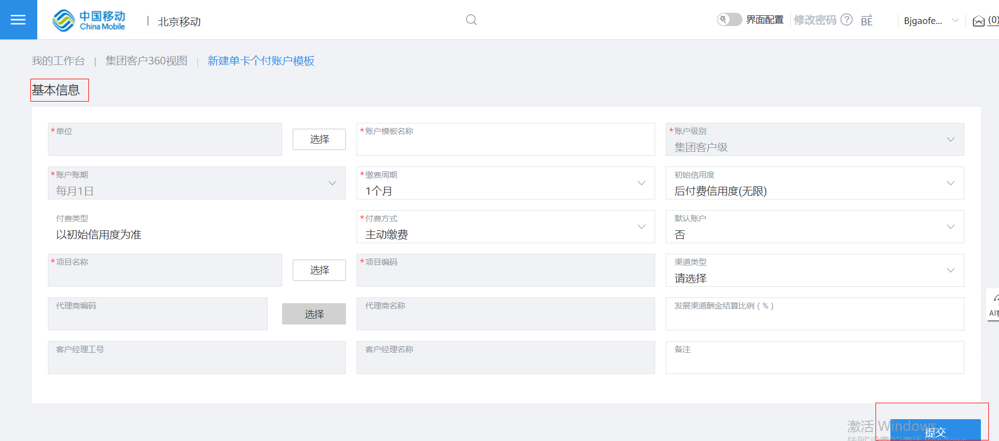 中国移动
China Mobile
北京移动
界面配置 修改密码 BE Bjgaofe... (0)
我的工作台 | 集团客户360视图 | 新建单卡个付账户模板
基本信息
*单位 选择 *账户模板名称 *账户级别
集团客户级
*账户账期 *缴费周期 初始信用度
每月1日 1个月 后付费信用度(无限)
付费类型 *付费方式 默认账户
以初始信用度为准 主动缴费 否
*项目名称 选择 *项目编码 渠道类型
请选择
代理商编码 选择 代理商名称 发展渠道酬金结算比例（%）
AI
客户经理工号 客户经理名称 备注
激活 Windows
提交
转到"设置"以激活 Windows